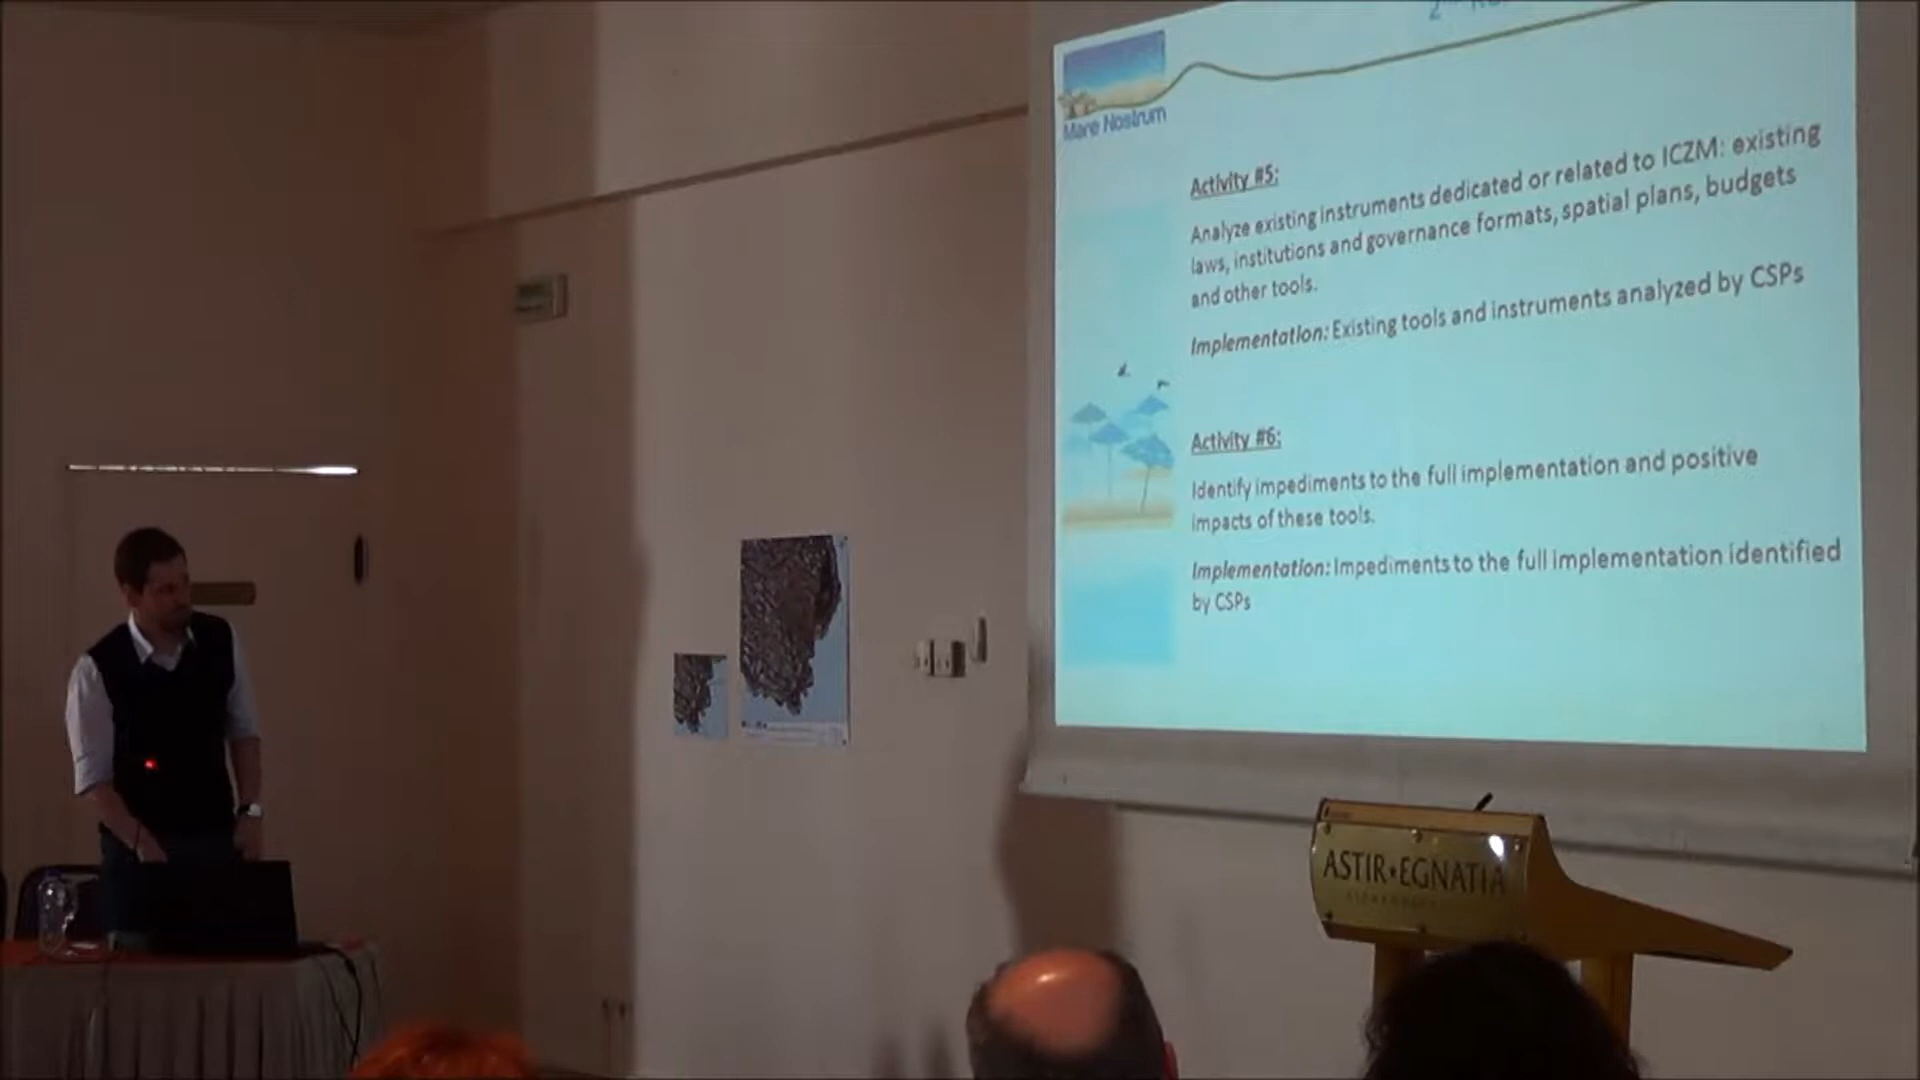 Mare Nostrum
Activity #5:
Analyze existing instruments dedicated or related to ICZM: existing
laws, institutions and governance formats, spatial plans, budgets
and other tools.
Implementation: Existing tools and instruments analyzed by CSPs
Activity #6:
Identify impediments to the full implementation and positive
impacts of these tools.
Implementation: Impediments to the full implementation identified
by CSPs
ASTIR•EGNATIA